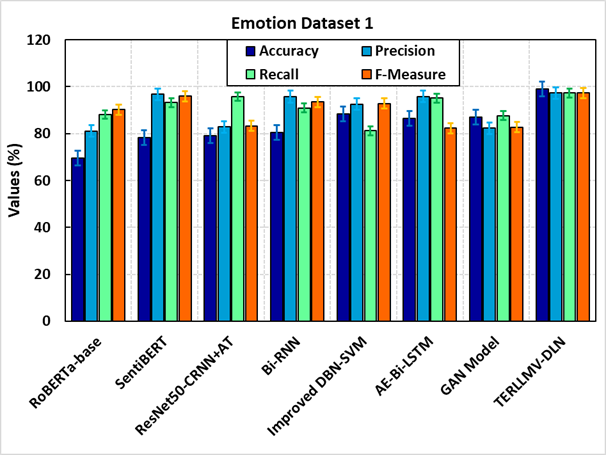 Emotion Dataset 1
Accuracy
Precision
Recall
F-Measure
Values (%)
120
100
80
60
40
20
0
RoBERTa-base
SentiBERT
ResNet50-CRNN+AT
Bi-RNN
Improved DBN-SVM
AE-Bi-LSTM
GAN Model
TERLLMV-DLN